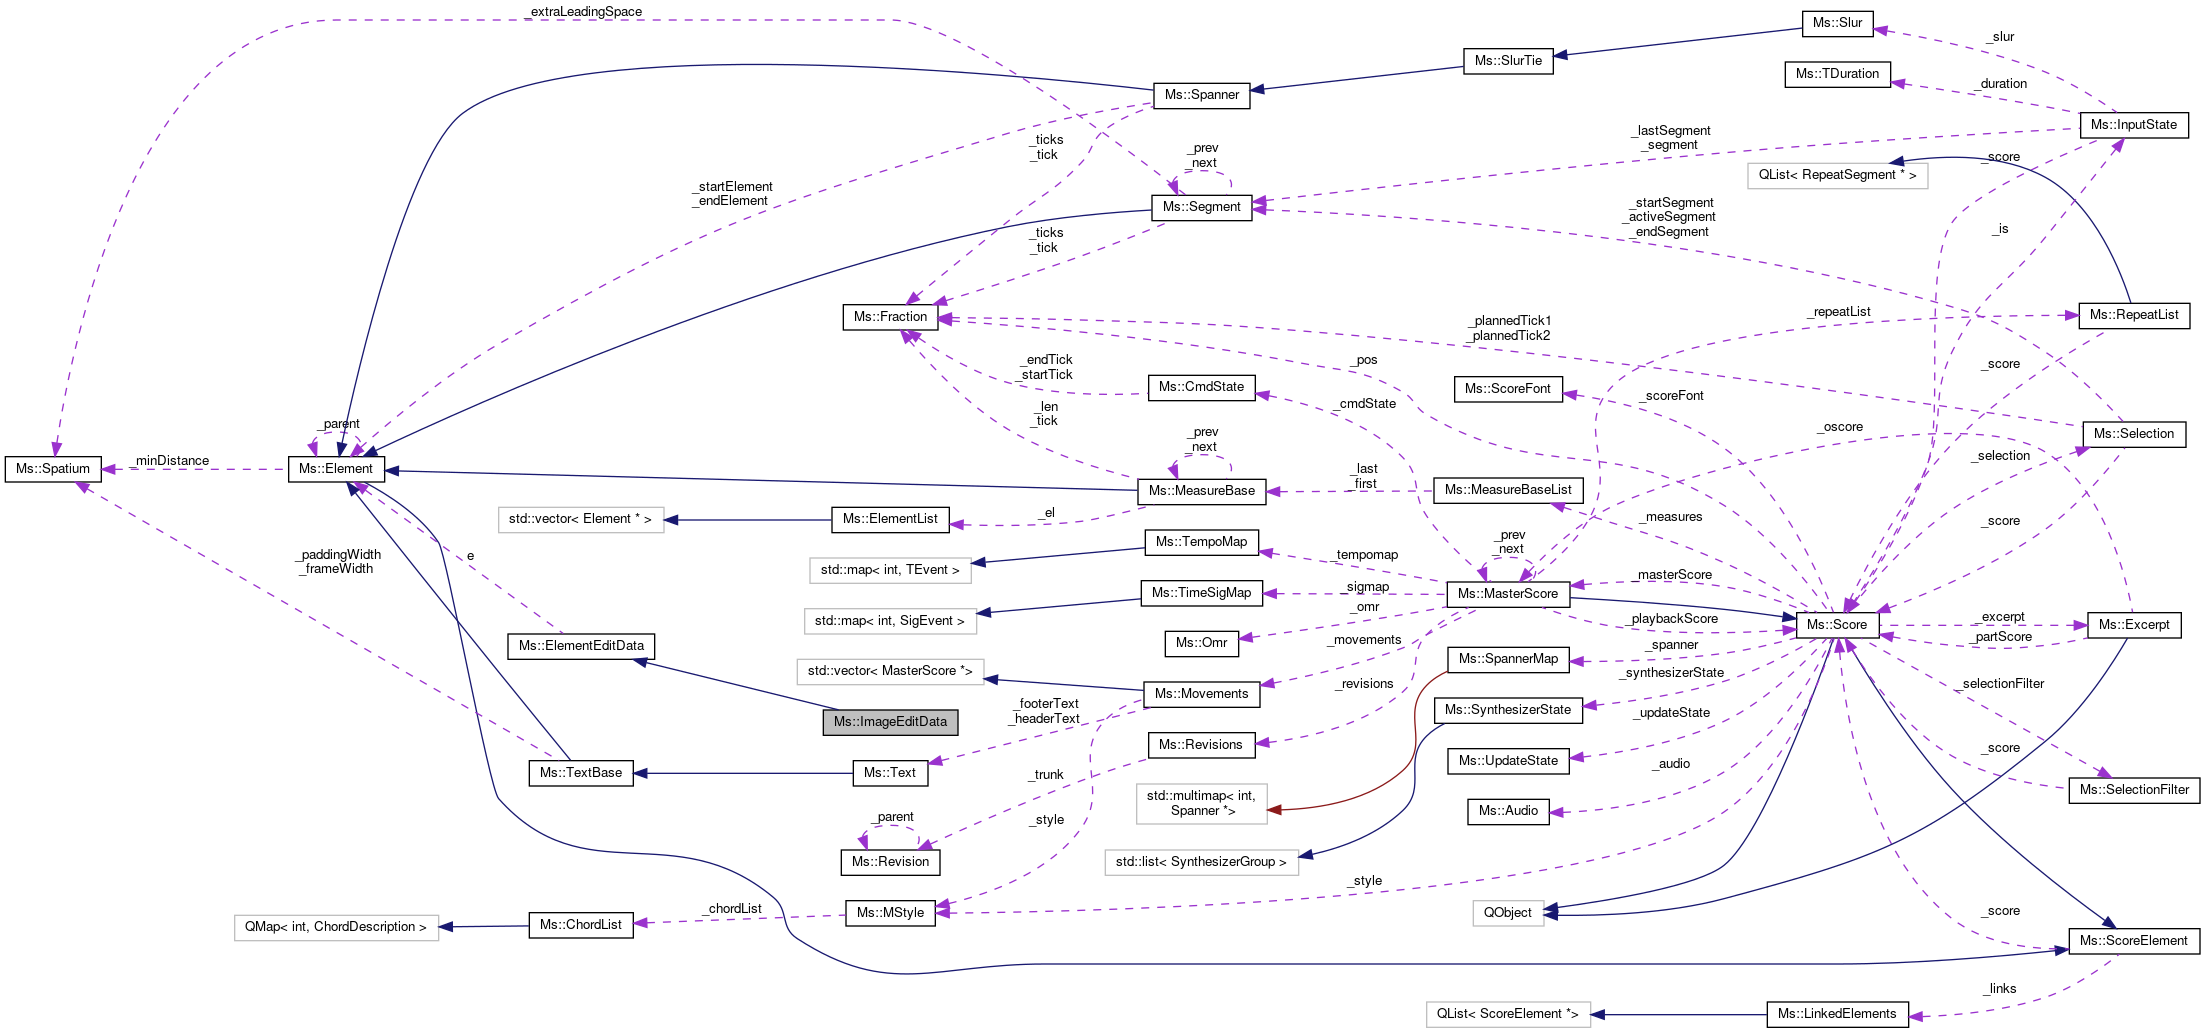 _extraLeadingSpace
Ms::Slur
_slur
Ms::SlurTie
Ms::TDuration
_duration
Ms::Spanner
Ms::InputState
_ticks
_tick
_lastSegment
_segment
_prev
_next
_score
QList< RepeatSegment * >
_startElement
_endElement
Ms::Segment
_startSegment
_activeSegment
_endSegment
_is
_ticks
_tick
Ms::Fraction
_plannedTick1
_plannedTick2
_repeatList
Ms::RepeatList
_endTick
_startTick
Ms::CmdState
_pos
Ms::ScoreFont
_scoreFont
_score
_cmdState
_len
_tick
_parent
_prev
_next
_oscore
Ms::Selection
Ms::Spatium
_minDistance
Ms::Element
_last
_first
_selection
Ms::MeasureBase
Ms::MeasureBaseList
std::vector< Element * >
Ms::ElementList
_el
_measures
_score
_paddingWidth
_frameWidth
e
std::map< int, TEvent >
Ms::TempoMap
_tempomap
_prev
_next
_masterScore
Ms::TimeSigMap
_sigmap
Ms::MasterScore
std::map< int, SigEvent >
_omr
_playbackScore
Ms::Score
_excerpt
Ms::Excerpt
_partScore
Ms::ElementEditData
Ms::Omr
_movements
_spanner
std::vector< MasterScore *>
Ms::SpannerMap
_synthesizerState
_selectionFilter
Ms::Movements
_revisions
Ms::ImageEditData
_footerText
_headerText
Ms::SynthesizerState
_updateState
Ms::Revisions
Ms::UpdateState
_score
Ms::TextBase
Ms::Text
_trunk
_audio
Ms::SelectionFilter
std::multimap< int,
Spanner *>
Ms::Audio
_parent
_style
Ms::Revision
std::list< SynthesizerGroup >
_style
_chordList
Ms::MStyle
QObject
_score
QMap< int, ChordDescription >
Ms::ChordList
Ms::ScoreElement
_links
QList< ScoreElement *>
Ms::LinkedElements